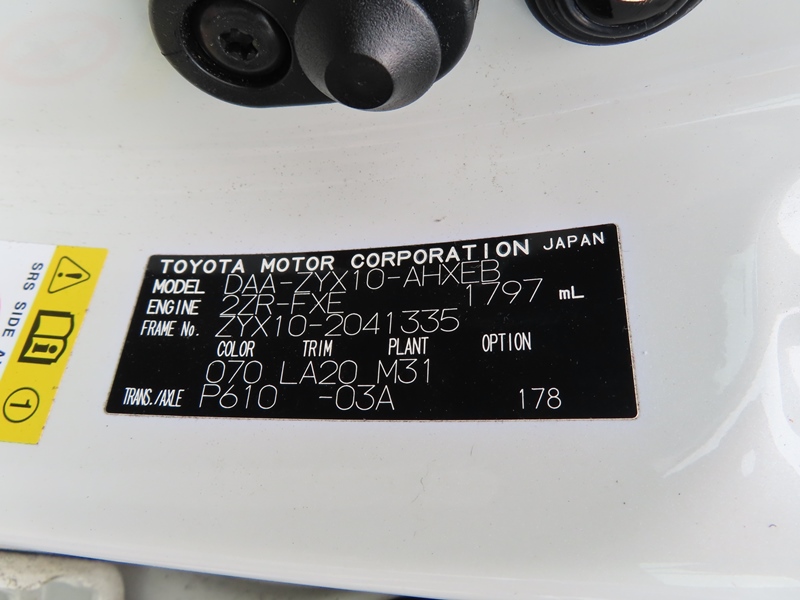 TOYOTA MOTOR CORPORATION JAPAN
MODEL DAA-ZYX10-AHXEB
ENGINE 2ZR-FXE 1797 mL
FRAME No. ZYX10-2041335
COLOR TRIM PLANT OPTION
070 LA20 M31
TRANS./AXLE P610 -03A 178
SRS SIDE
1